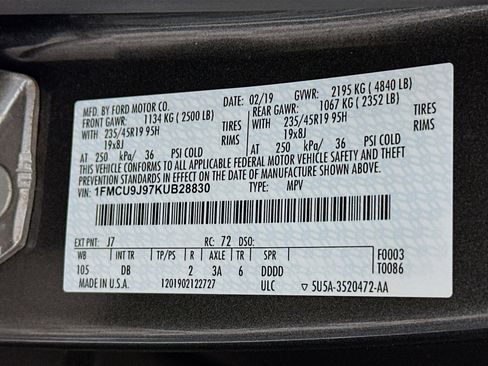 MFD. BY FORD MOTOR CO.
02/19 GVWR: 2195 KG ( 4840 LB)
FRONT GAWR: 1134 KG ( 2500 LB) REAR GAWR: 1067 KG ( 2352 LB)
WITH 235/45R19 95H TIRES WITH 235/45R19 95H TIRES
19x8J RIMS 19x8J RIMS
AT 250 kPa/ 36 PSI COLD AT 250 kPa/ 36 PSI COLD
THIS VEHICLE CONFORMS TO ALL APPLICABLE FEDERAL MOTOR VEHICLE SAFETY AND
THEFT PREVENTION STANDARDS IN EFFECT ON THE DATE OF MANUFACTURE SHOWN ABOVE.
VIN: 1FMCU9J97KUB28830 TYPE: MPV
EXT PNT: J7 RC: 72 DSO: F0003
WB TP/PS R AXLE TR SPR T0086
105 DB 2 3A 6 DDDD
MADE IN U.S.A. 1201902122727 ULC ▽ 5U5A-3520472-AA